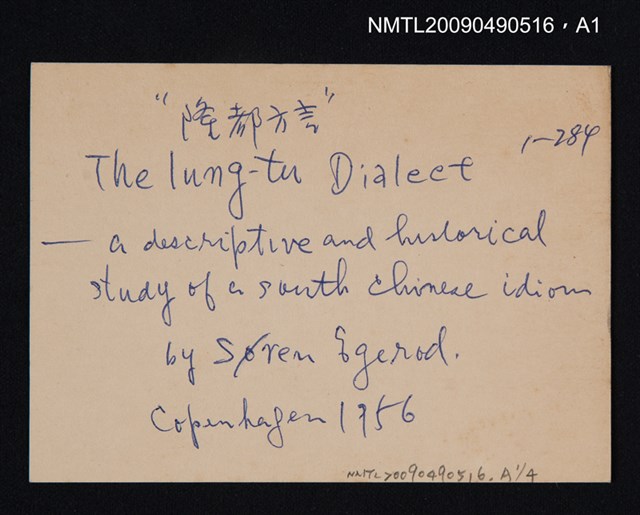 NMTL20090490516，A1
"隆都方言"
1-284
The lung-tu Dialect
— a descriptive and historical
study of a south chinese idiom
by Søren Egerod.
Copenhagen 1956
NMTL20090490516. A1/4